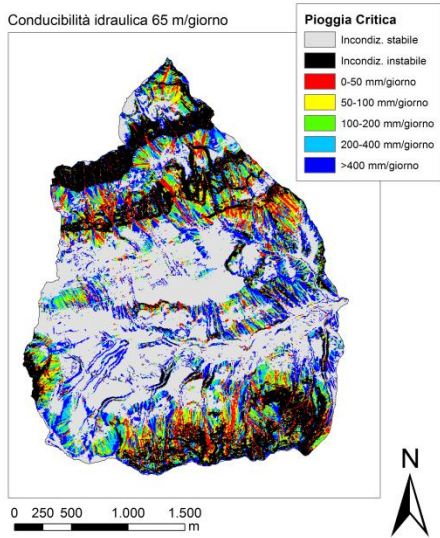 Conducibilità idraulica 65 m/giorno
Pioggia Critica
Incondiz. stabile
Incondiz. instabile
0-50 mm/giorno
50-100 mm/giorno
100-200 mm/giorno
200-400 mm/giorno
>400 mm/giorno
N
0 250 500 1.000 1.500
m